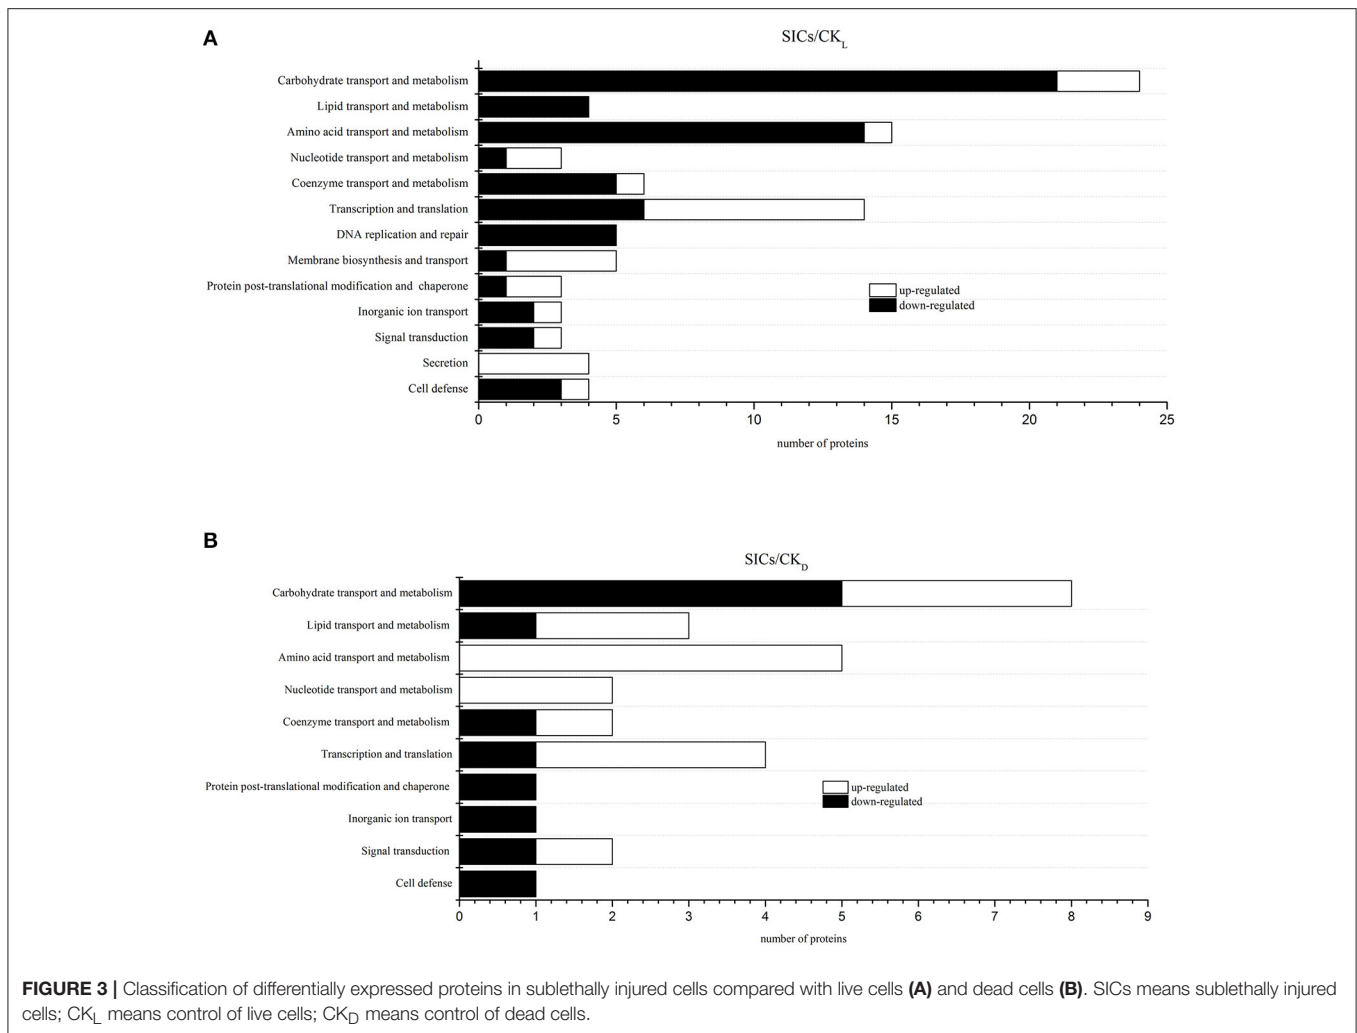 A
SICs/CKL
Carbohydrate transport and metabolism
Lipid transport and metabolism
Amino acid transport and metabolism
Nucleotide transport and metabolism
Coenzyme transport and metabolism
Transcription and translation
DNA replication and repair
Membrane biosynthesis and transport
Protein post-translational modification and chaperone
Inorganic ion transport
Signal transduction
Secretion
Cell defense
up-regulated
down-regulated
0 5 10 15 20 25
number of proteins
B
SICs/CKD
Carbohydrate transport and metabolism
Lipid transport and metabolism
Amino acid transport and metabolism
Nucleotide transport and metabolism
Coenzyme transport and metabolism
Transcription and translation
Protein post-translational modification and chaperone
Inorganic ion transport
Signal transduction
Cell defense
up-regulated
down-regulated
0 1 2 3 4 5 6 7 8 9
number of proteins
FIGURE 3 | Classification of differentially expressed proteins in sublethally injured cells compared with live cells (A) and dead cells (B). SICs means sublethally injured
cells; CKL means control of live cells; CKD means control of dead cells.